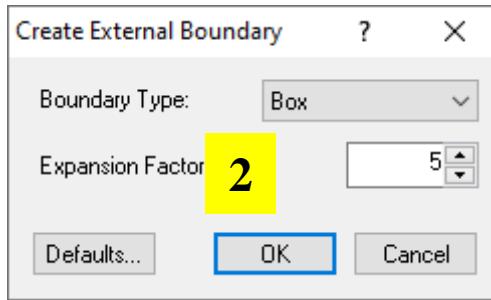 Create External Boundary ? ×
Boundary Type: Box
Expansion Factor 2 5
Defaults... OK Cancel